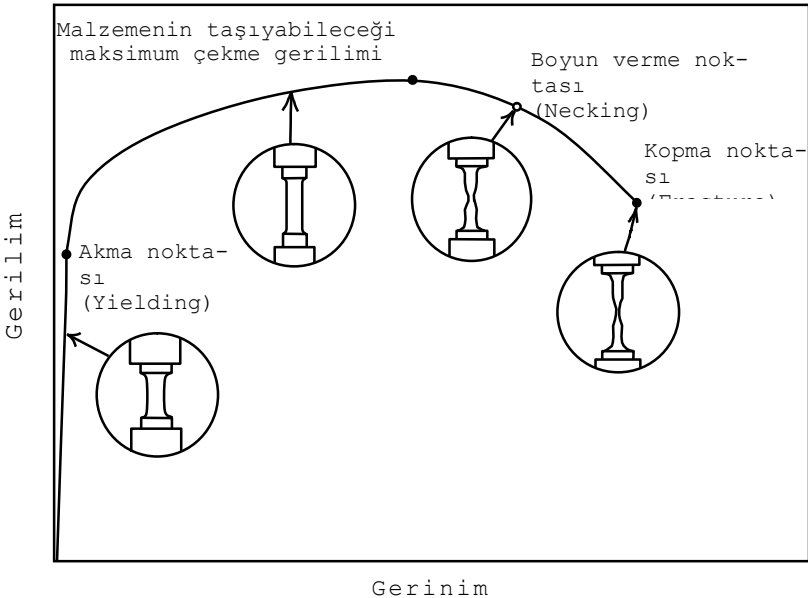 Malzemenin taşıyabileceği
maksimum çekme gerilimi
Boyun verme nok-
tası
(Necking)
Kopma nokta-
sı
Akma nokta-
sı
(Yielding)
Gerilim
Gerinim